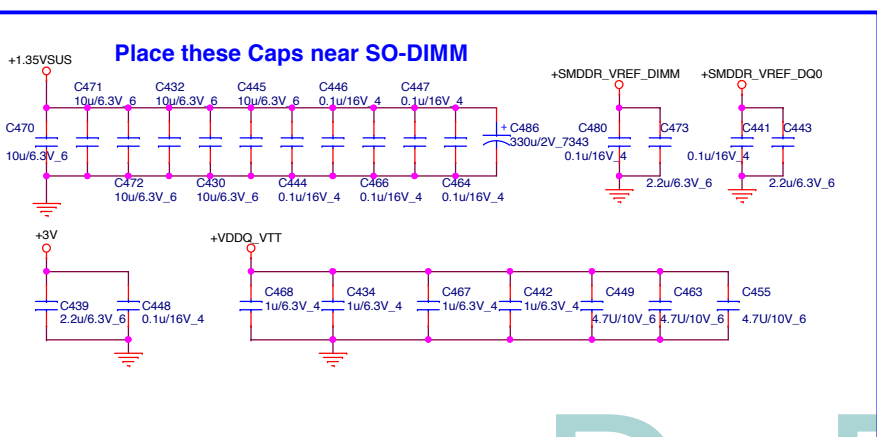 Place these Caps near SO-DIMM
+1.35VSUS
+SMDDR_VREF_DIMM
+SMDDR_VREF_DQ0
C471
10u/6.3V_6
C432
10u/6.3V_6
C445
10u/6.3V_6
C446
0.1u/16V_4
C447
0.1u/16V_4
C470
10u/6.3V_6
C486
330u/2V_7343
C480
0.1u/16V_4
C473
2.2u/6.3V_6
C441
0.1u/16V_4
C443
2.2u/6.3V_6
C472
10u/6.3V_6
C430
10u/6.3V_6
C444
0.1u/16V_4
C466
0.1u/16V_4
C464
0.1u/16V_4
+3V
+VDDQ_VTT
C439
2.2u/6.3V_6
C448
0.1u/16V_4
C468
1u/6.3V_4
C434
1u/6.3V_4
C467
1u/6.3V_4
C442
1u/6.3V_4
C449
4.7U/10V_6
C463
4.7U/10V_6
C455
4.7U/10V_6